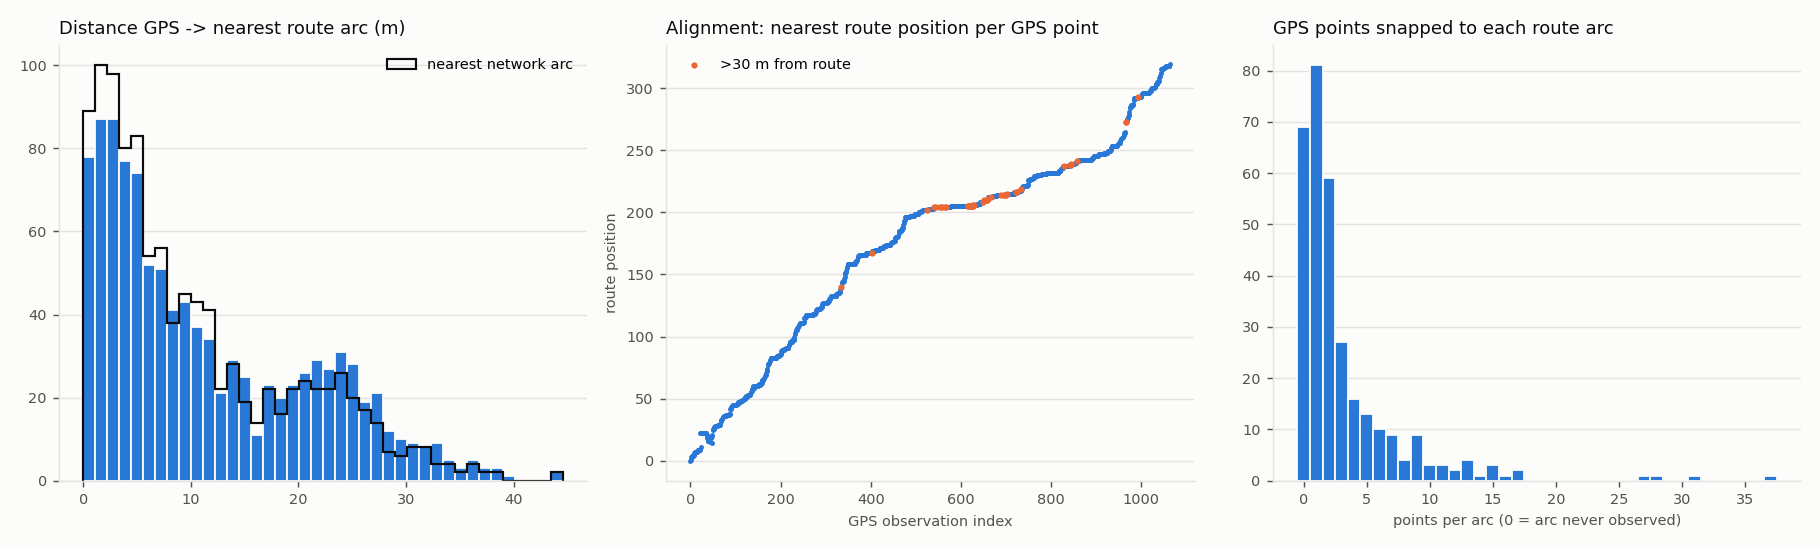 Distance GPS -> nearest route arc (m)
nearest network arc
100
80
60
40
20
0
0 10 20 30 40
Alignment: nearest route position per GPS point
>30 m from route
route position
300
250
200
150
100
50
0
0 200 400 600 800 1000
GPS observation index
GPS points snapped to each route arc
80
70
60
50
40
30
20
10
0
0 5 10 15 20 25 30 35
points per arc (0 = arc never observed)